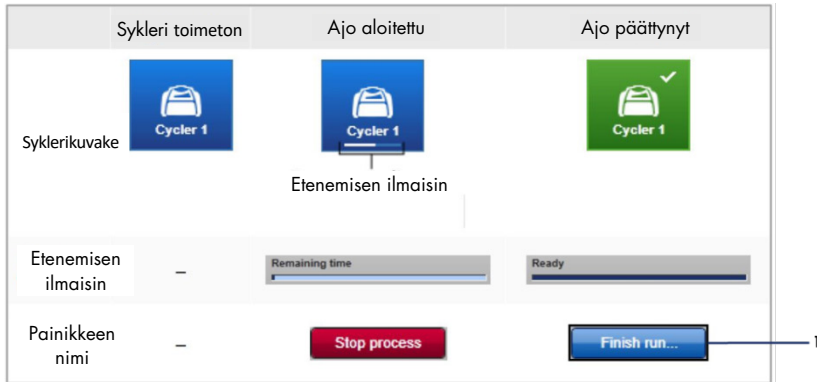 Sykleri toimeton
Ajo aloitettu
Ajo päättynyt
Syklerikuvake
Cycler 1
Cycler 1
Cycler 1
Etenemisen ilmaisin
Etenemisen
ilmaisin
–
Remaining time
Ready
Painikkeen
nimi
–
Stop process
Finish run...
1